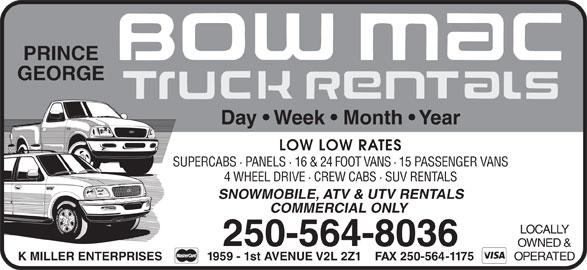 BOW MAC
PRINCE
GEORGE
TRUCK RENTALS
Day • Week • Month • Year
LOW LOW RATES
SUPERCABS · PANELS · 16 & 24 FOOT VANS · 15 PASSENGER VANS
4 WHEEL DRIVE · CREW CABS · SUV RENTALS
SNOWMOBILE, ATV & UTV RENTALS
COMMERCIAL ONLY
250-564-8036
LOCALLY
OWNED &
OPERATED
K MILLER ENTERPRISES MasterCard 1959 - 1st AVENUE V2L 2Z1 FAX 250-564-1175 VISA